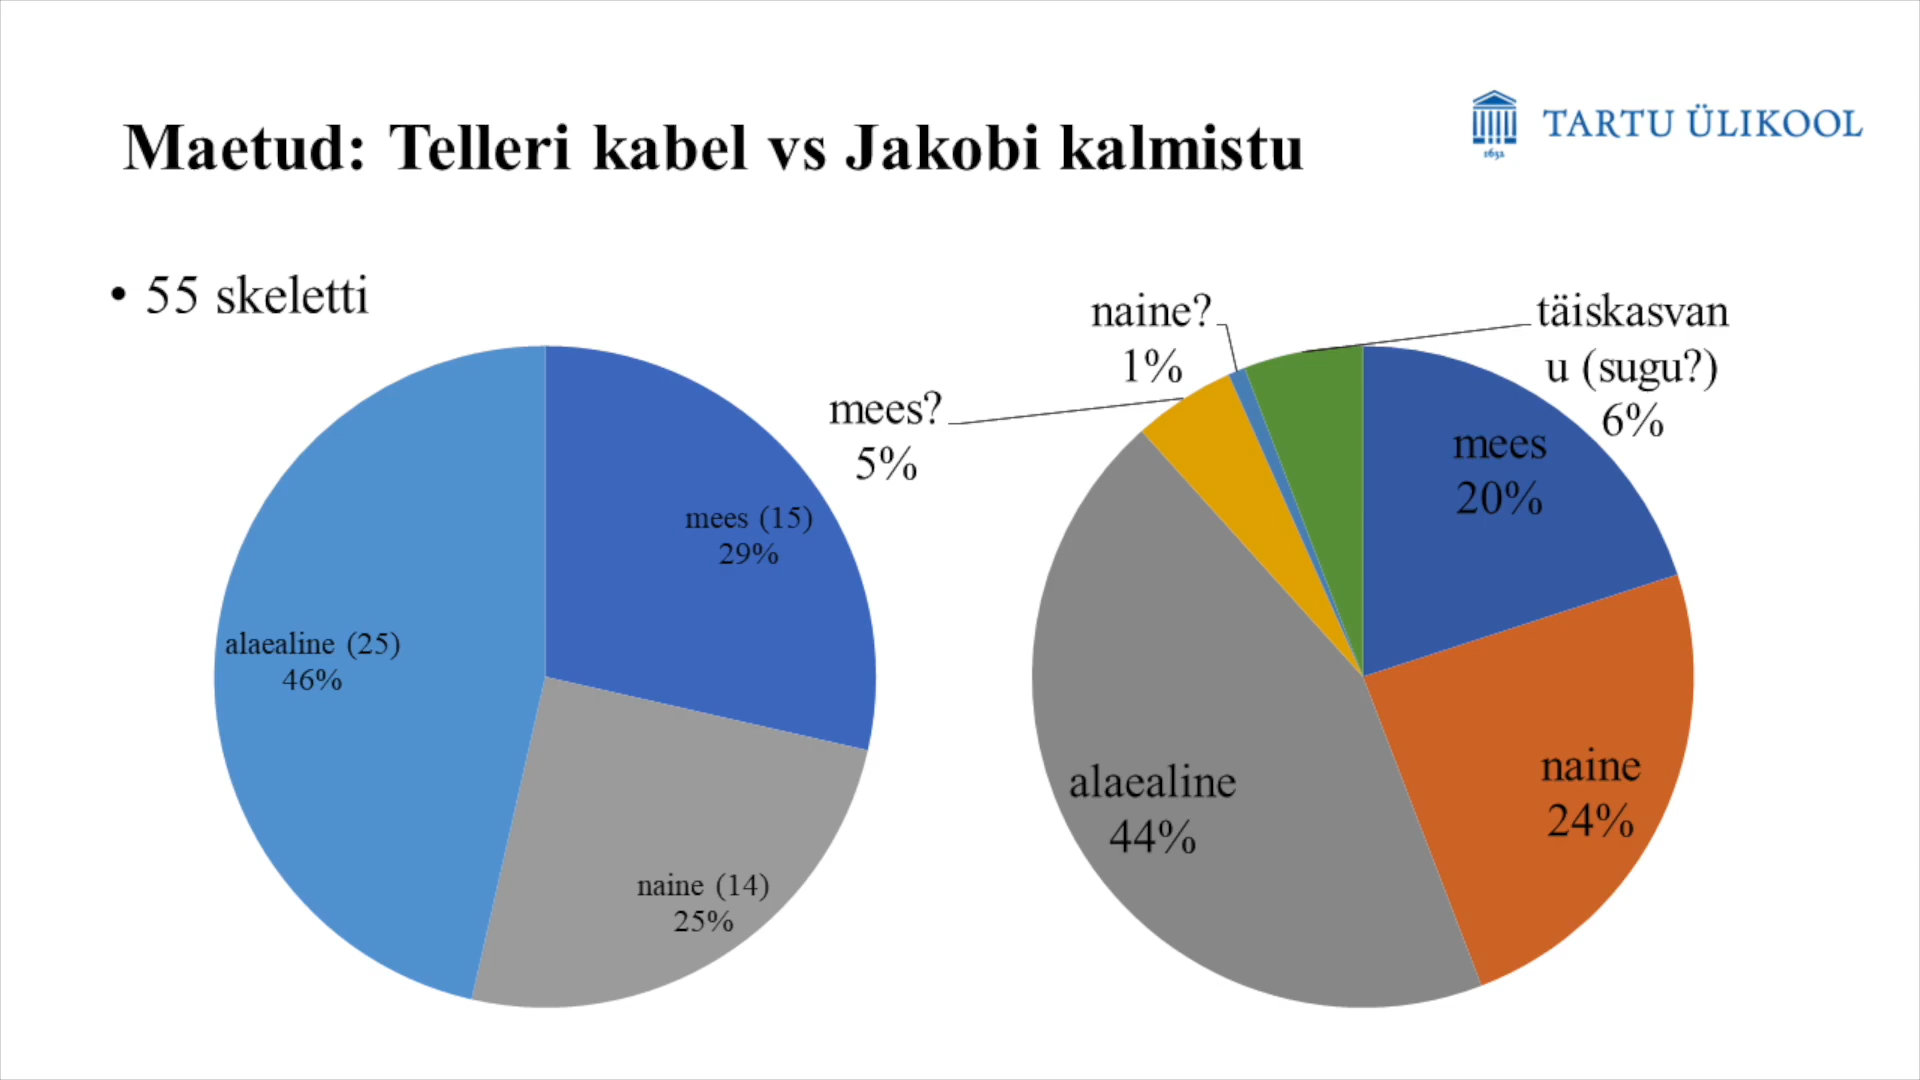 Maetud: Telleri kabel vs Jakobi kalmistu
TARTU ÜLIKOOL
1632
• 55 skeletti
mees (15)
29%
alaealine (25)
46%
naine (14)
25%
naine?
1%
mees?
5%
täiskasvan
u (sugu?)
6%
mees
20%
naine
24%
alaealine
44%